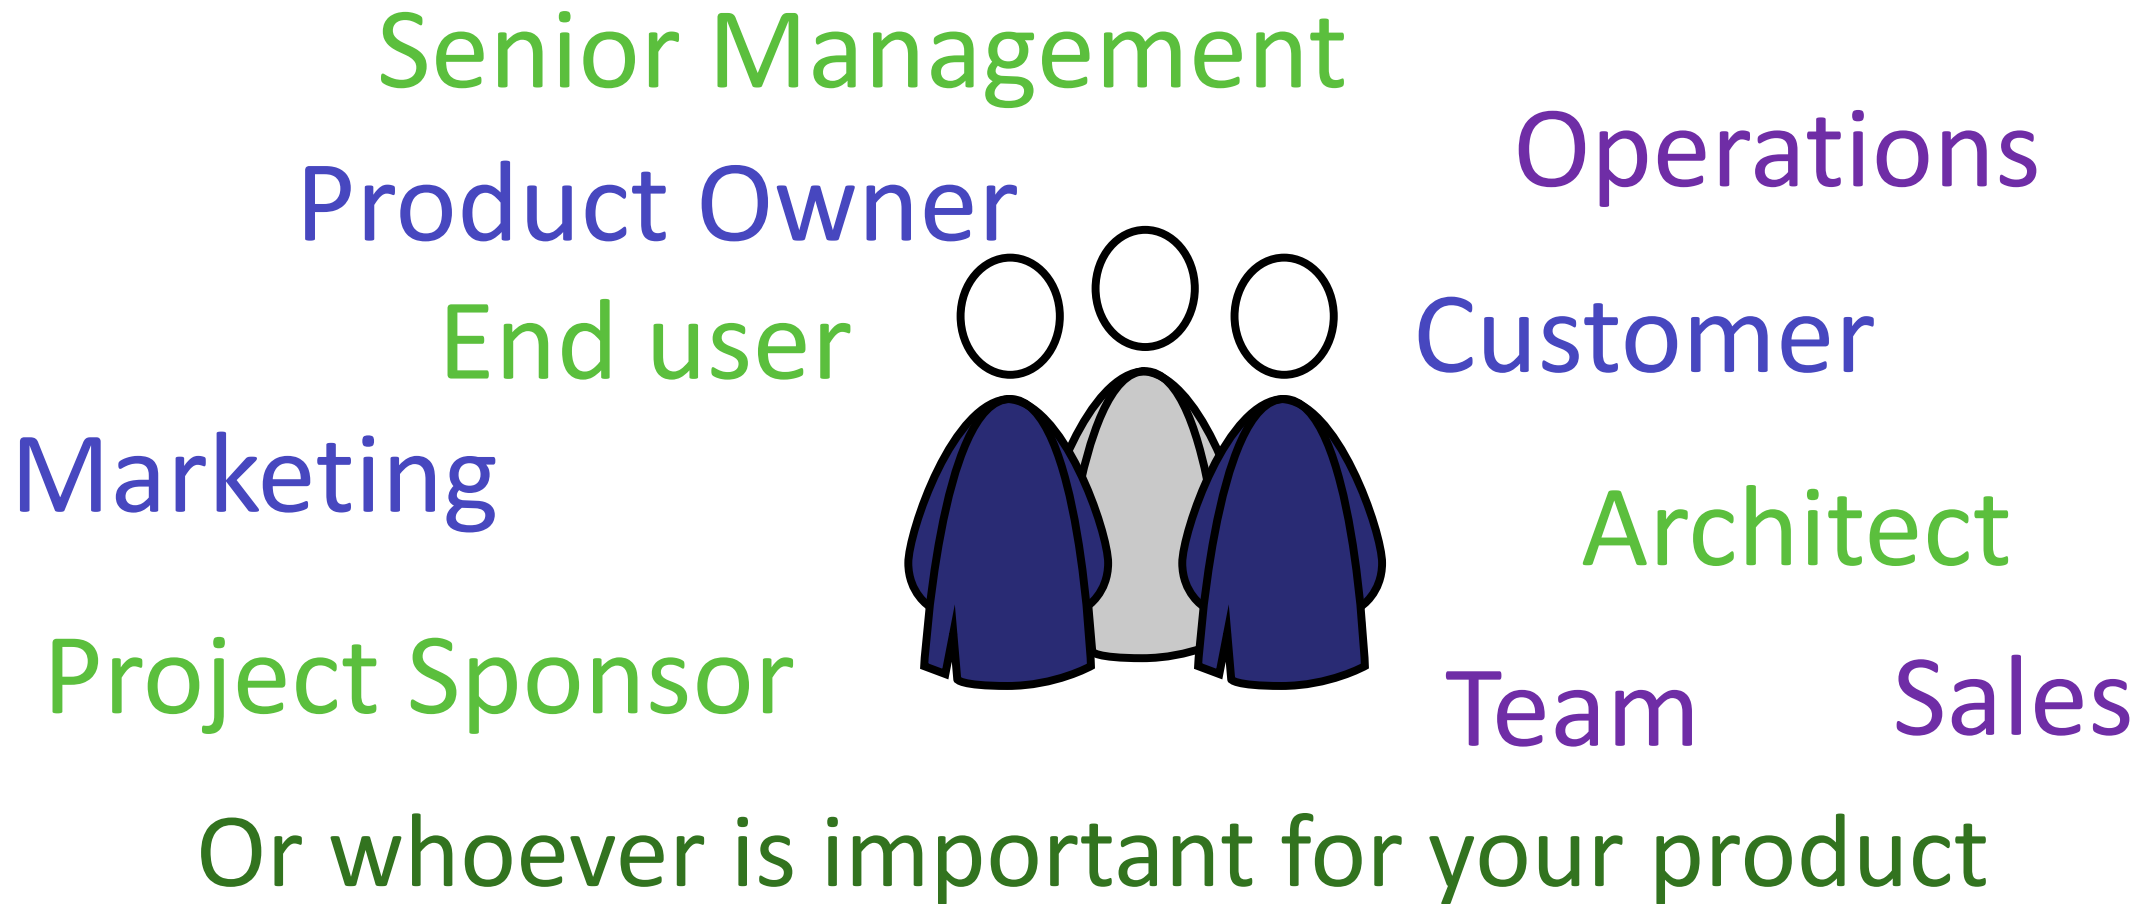 Senior Management
Operations
Product Owner
End user
Customer
Marketing
Architect
Project Sponsor
Team
Sales
Or whoever is important for your product